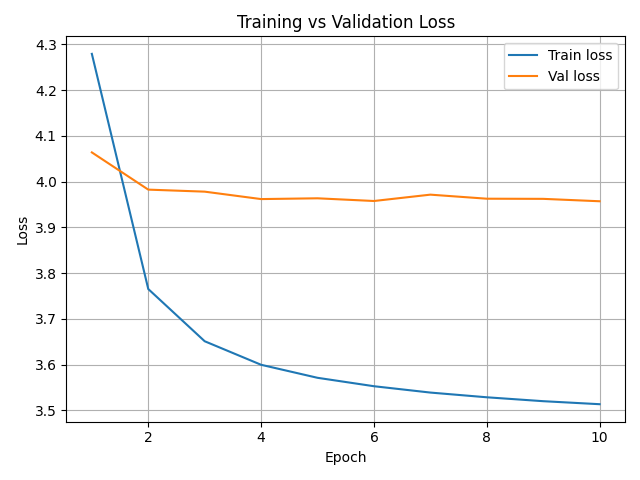 Training vs Validation Loss
Train loss
Val loss
4.3
4.2
4.1
4.0
3.9
3.8
3.7
3.6
3.5
Loss
2 4 6 8 10
Epoch